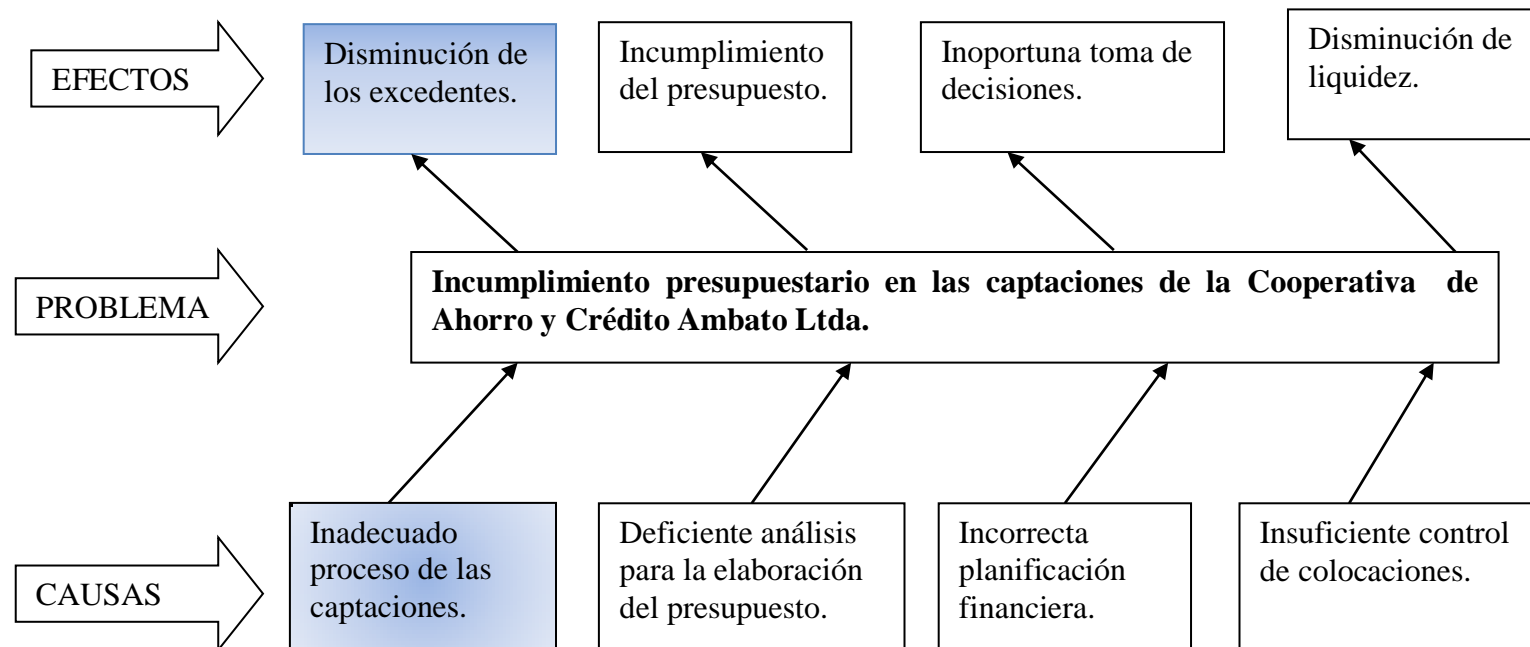 EFECTOS
Disminución de
los excedentes.
Incumplimiento
del presupuesto.
Inoportuna toma de
decisiones.
Disminución de
liquidez.
PROBLEMA
Incumplimiento presupuestario en las captaciones de la Cooperativa de
Ahorro y Crédito Ambato Ltda.
CAUSAS
Inadecuado
proceso de las
captaciones.
Deficiente análisis
para la elaboración
del presupuesto.
Incorrecta
planificación
financiera.
Insuficiente control
de colocaciones.